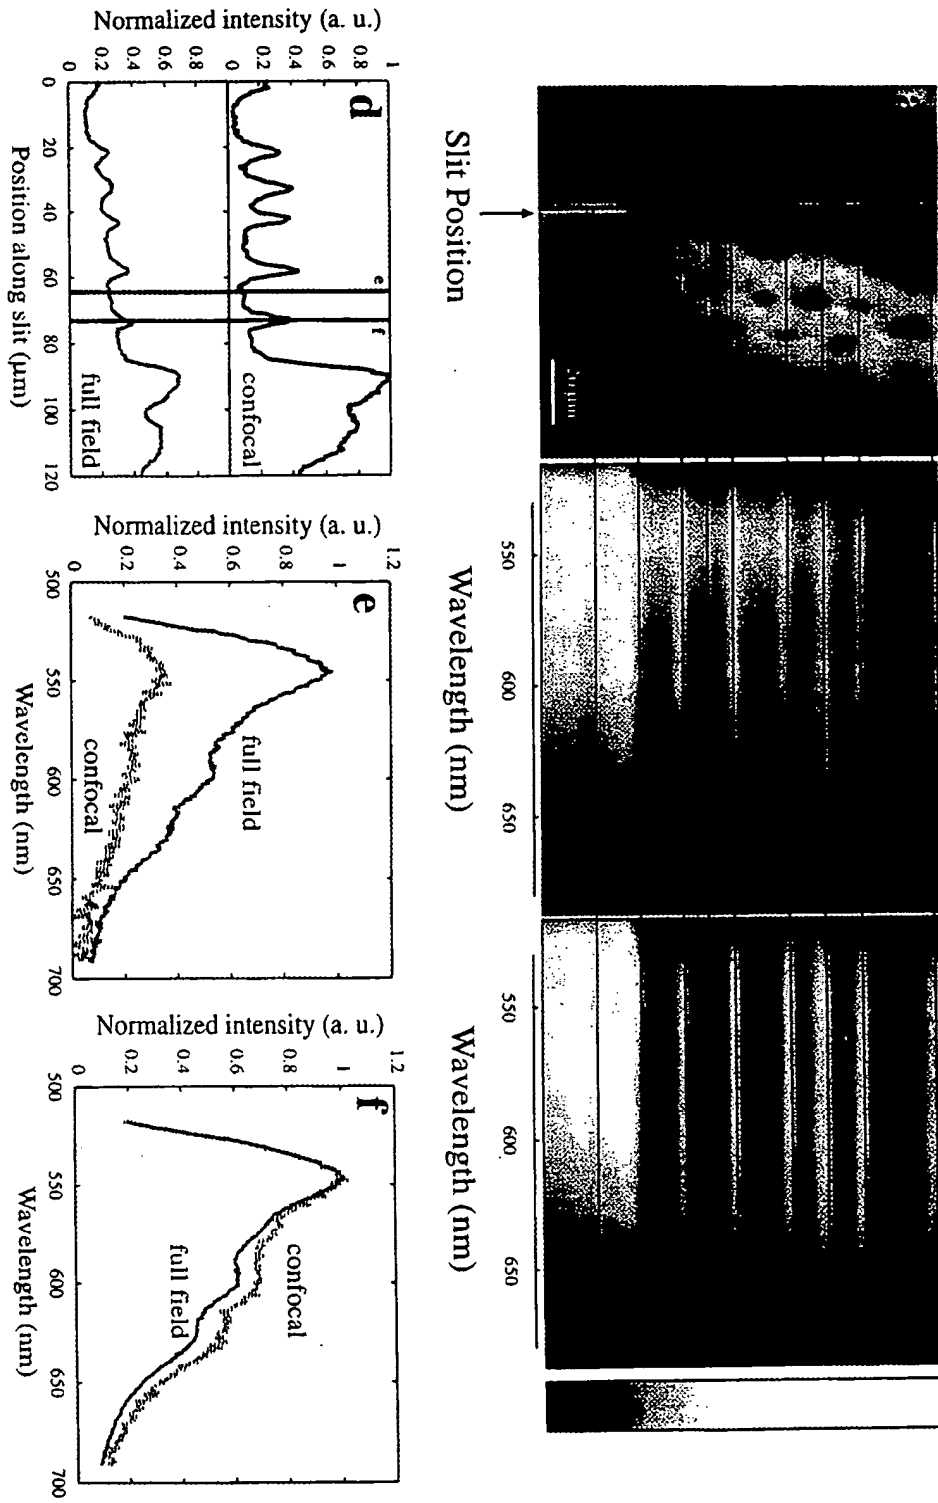 20 µm
Slit Position
550
600
650
Wavelength (nm)
550
600
650
Wavelength (nm)
d
Normalized intensity (a. u.)
1
0.8
0.6
0.4
0.2
0
0.8
0.6
0.4
0.2
0
e
f
confocal
full field
0
20
40
60
80
100
120
Position along slit (µm)
e
Normalized intensity (a. u.)
1.2
1
0.8
0.6
0.4
0.2
0
full field
confocal
500
550
600
650
700
Wavelength (nm)
f
Normalized intensity (a. u.)
1.2
1
0.8
0.6
0.4
0.2
0
confocal
full field
500
550
600
650
700
Wavelength (nm)